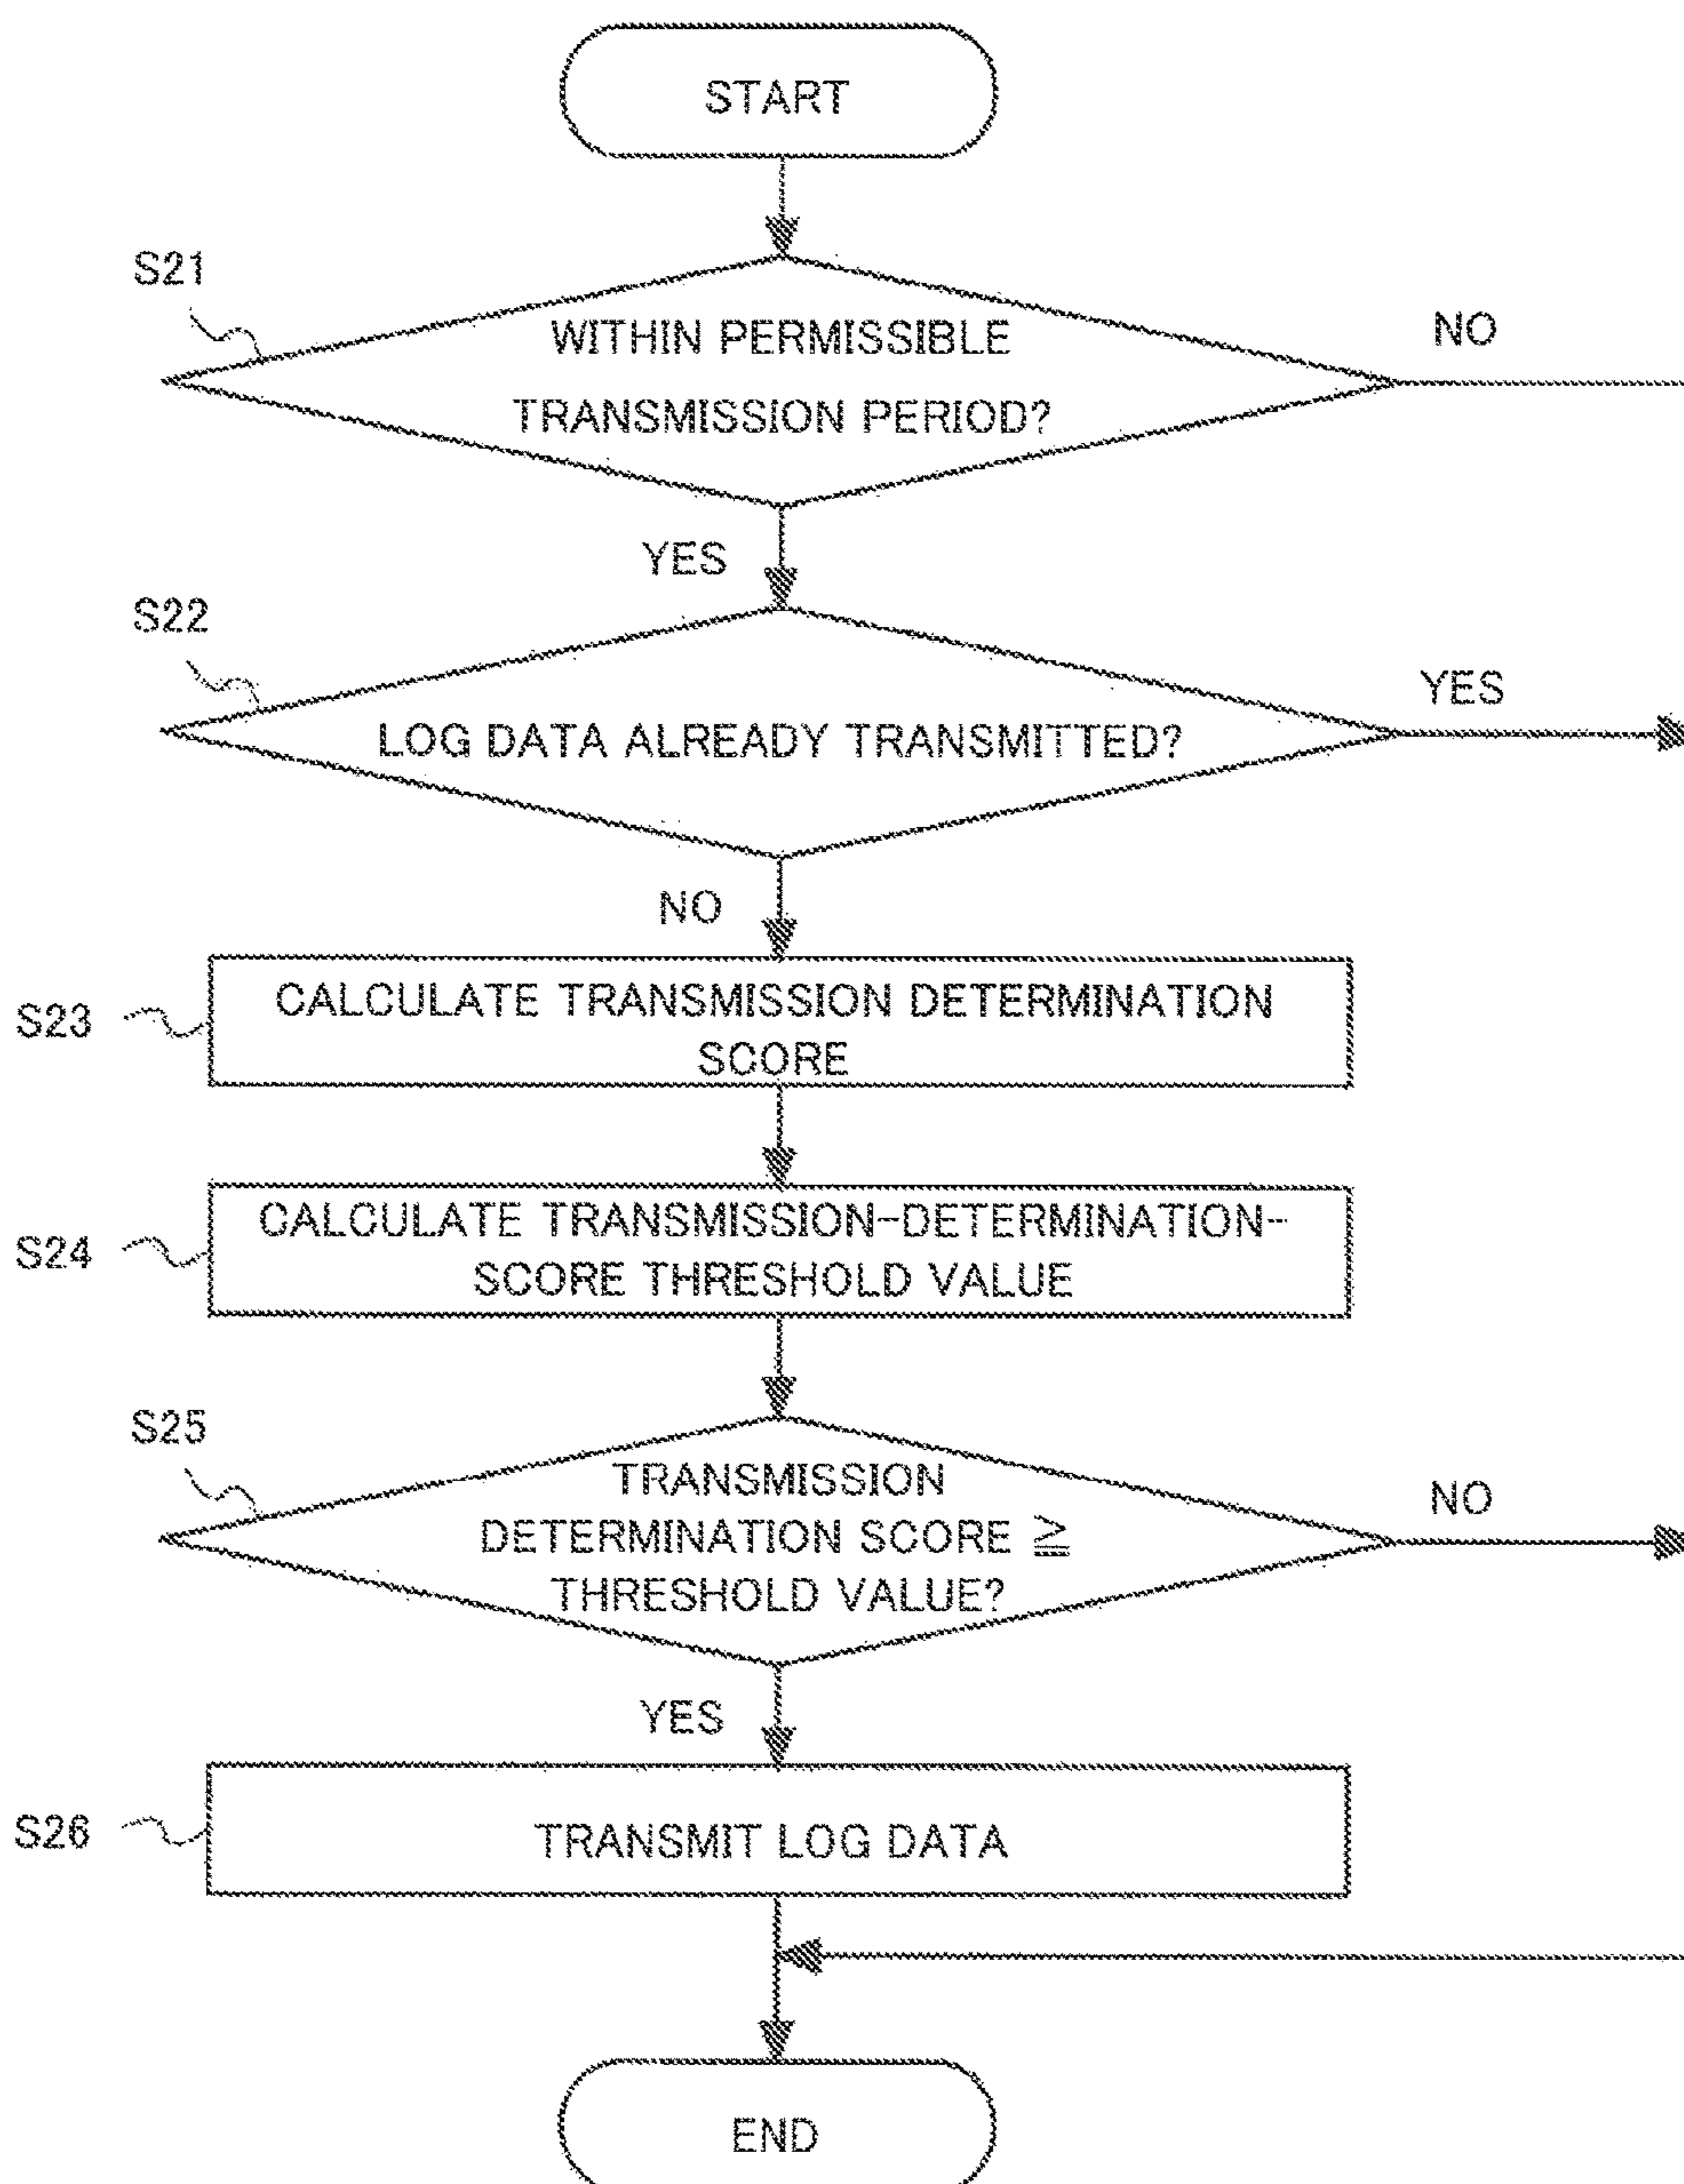 START
S21
WITHIN PERMISSIBLE
TRANSMISSION PERIOD?
NO
YES
S22
LOG DATA ALREADY TRANSMITTED?
YES
NO
S23
CALCULATE TRANSMISSION DETERMINATION
SCORE
S24
CALCULATE TRANSMISSION-DETERMINATION-
SCORE THRESHOLD VALUE
S25
TRANSMISSION
DETERMINATION SCORE ≧
THRESHOLD VALUE?
NO
YES
S26
TRANSMIT LOG DATA
END